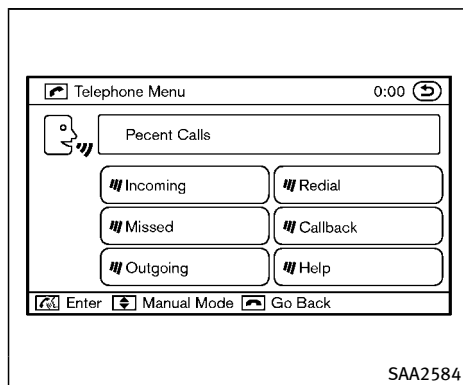 Telephone Menu 0:00
Pecent Calls
Incoming Redial
Missed Callback
Outgoing Help
Enter Manual Mode Go Back
SAA2584